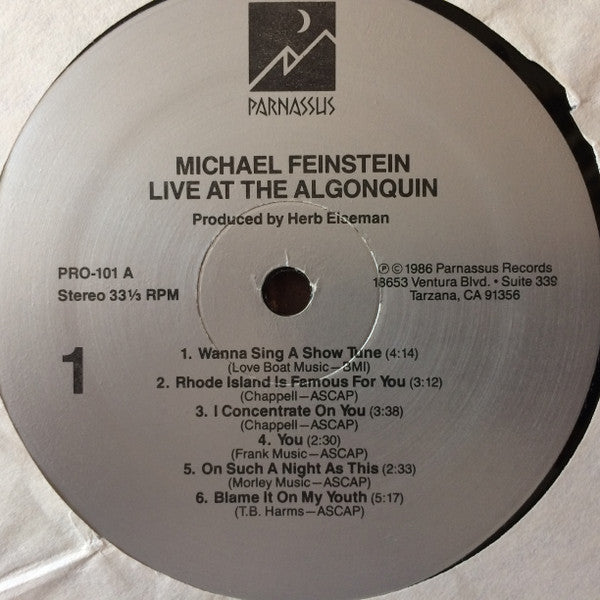 PARNASSUS
MICHAEL FEINSTEIN
LIVE AT THE ALGONQUIN
Produced by Herb Eiseman
PRO-101 A
Stereo 33⅓ RPM
℗ © 1986 Parnassus Records
18653 Ventura Blvd. • Suite 339
Tarzana, CA 91356
1
1. Wanna Sing A Show Tune (4:14)
(Love Boat Music—BMI)
2. Rhode Island Is Famous For You (3:12)
(Chappell—ASCAP)
3. I Concentrate On You (3:38)
(Chappell—ASCAP)
4. You (2:30)
(Frank Music—ASCAP)
5. On Such A Night As This (2:33)
(Morley Music—ASCAP)
6. Blame It On My Youth (5:17)
(T.B. Harms—ASCAP)